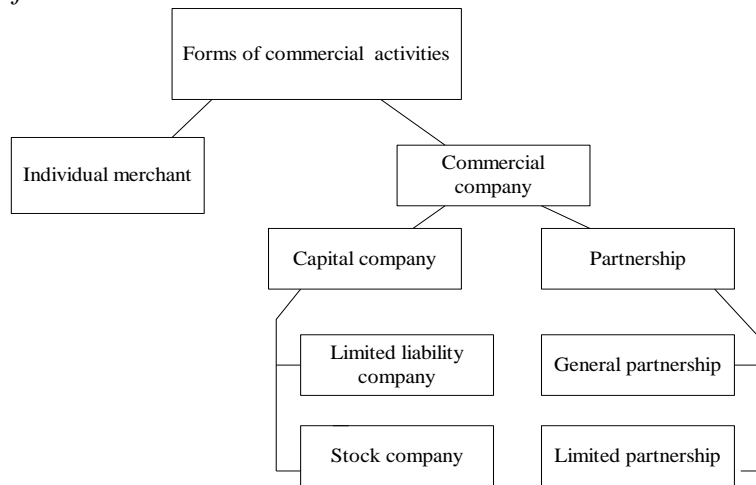 Forms of commercial activities
Individual merchant
Commercial
company
Capital company
Partnership
Limited liability
company
General partnership
Stock company
Limited partnership